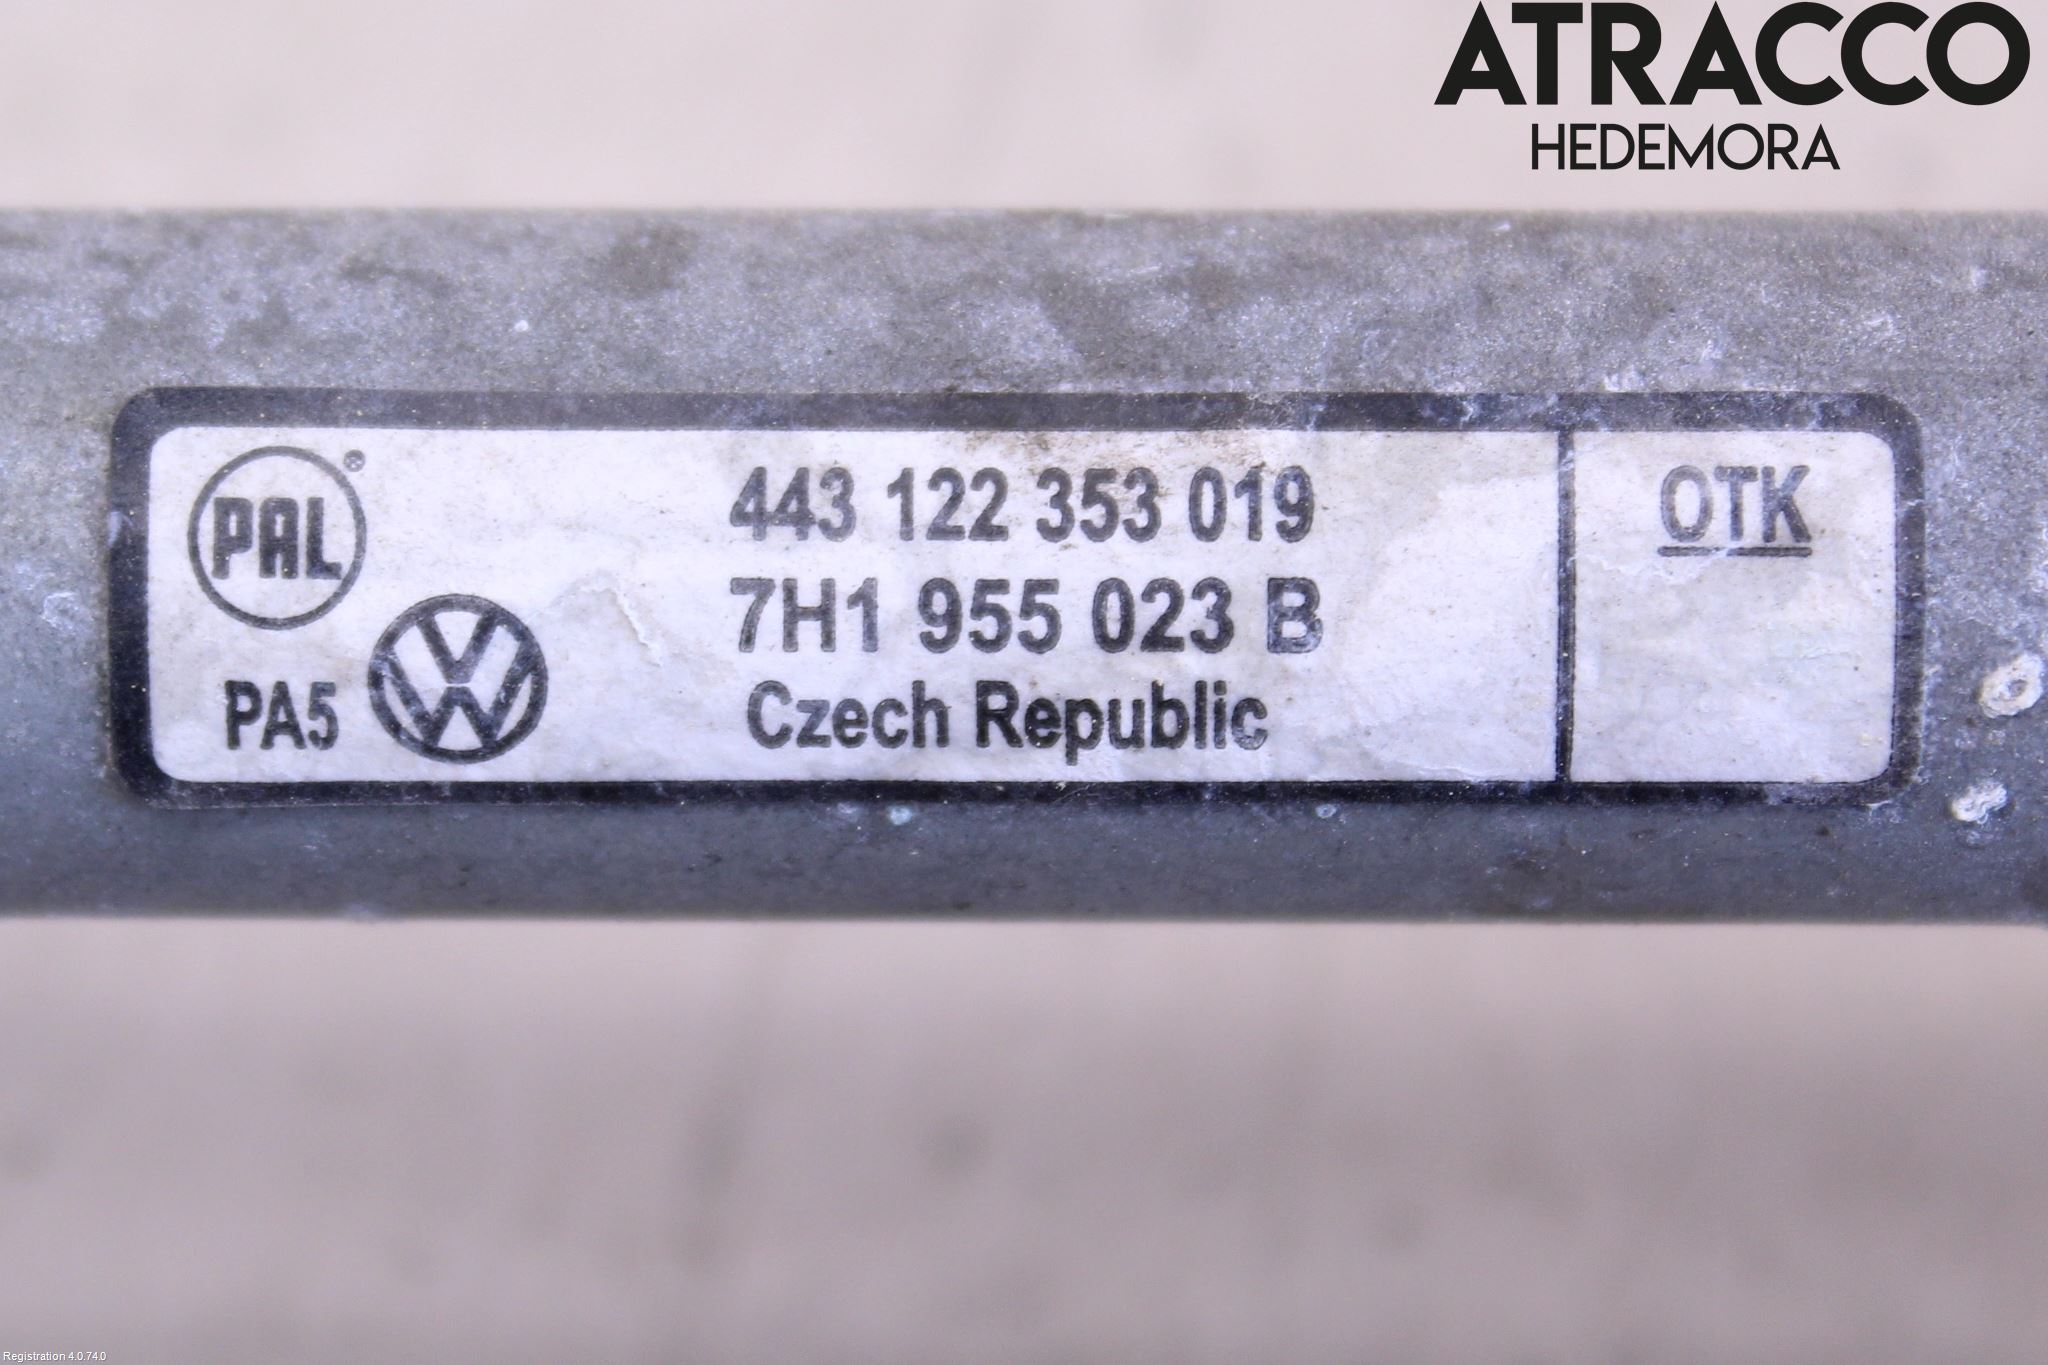 ATRACCO
HEDEMORA
PAL®
443 122 353 019
OTK
7H1 955 023 B
PA5
Czech Republic
Registration 4.0.74.0